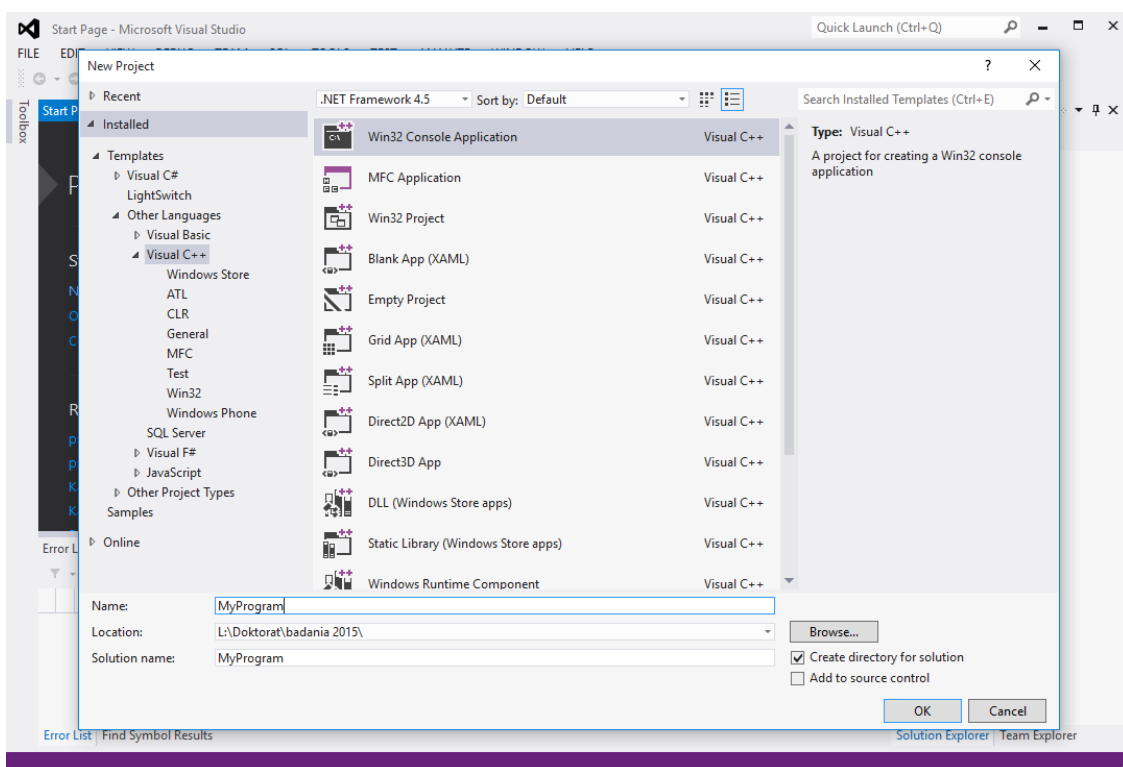 Start Page - Microsoft Visual Studio
Quick Launch (Ctrl+Q)
FILE
Toolbox
New Project
?
Recent
Installed
Templates
Visual C#
LightSwitch
Other Languages
Visual Basic
Visual C++
Windows Store
ATL
CLR
General
MFC
Test
Win32
Windows Phone
SQL Server
Visual F#
JavaScript
Other Project Types
Samples
Online
.NET Framework 4.5
Sort by: Default
Win32 Console Application Visual C++
MFC Application Visual C++
Win32 Project Visual C++
Blank App (XAML) Visual C++
Empty Project Visual C++
Grid App (XAML) Visual C++
Split App (XAML) Visual C++
Direct2D App (XAML) Visual C++
Direct3D App Visual C++
DLL (Windows Store apps) Visual C++
Static Library (Windows Store apps) Visual C++
Windows Runtime Component Visual C++
Search Installed Templates (Ctrl+E)
Type: Visual C++
A project for creating a Win32 console
application
Name: MyProgram
Location: L:\Doktorat\badania 2015\
Browse...
Solution name: MyProgram
Create directory for solution
Add to source control
OK Cancel
Error List Find Symbol Results
Solution Explorer Team Explorer